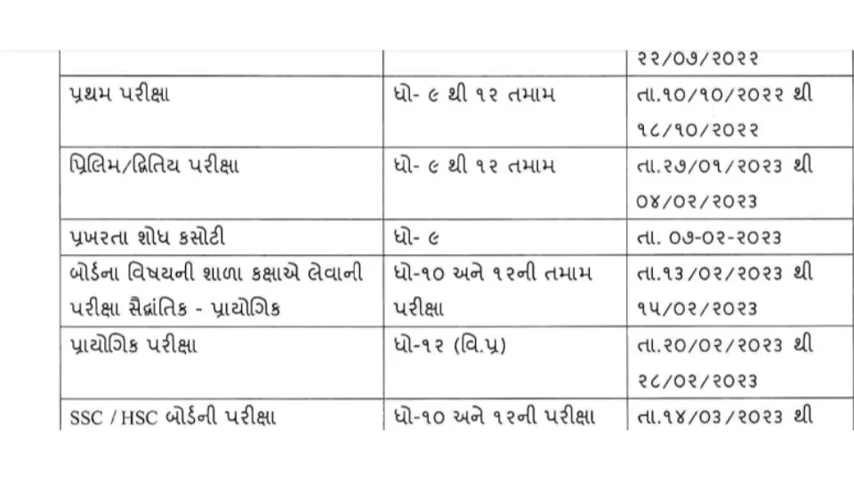 ૨૨/૦૭/૨૦૨૨
પ્રથમ પરીક્ષા ધો- ૯ થી ૧૨ તમામ તા.૧૦/૧૦/૨૦૨૨ થી
૧૮/૧૦/૨૦૨૨
પ્રિલિમ/દ્વિતિય પરીક્ષા ધો- ૯ થી ૧૨ તમામ તા.૨૭/૦૧/૨૦૨૩ થી
૦૪/૦૨/૨૦૨૩
પ્રખરતા શોધ કસોટી ધો- ૯ તા. ૦૭-૦૨-૨૦૨૩
બોર્ડના વિષયની શાળા કક્ષાએ લેવાની ધો-૧૦ અને ૧૨ની તમામ તા.૧૩/૦૨/૨૦૨૩ થી
પરીક્ષા સૈદ્ધાંતિક - પ્રાયોગિક પરીક્ષા ૧૫/૦૨/૨૦૨૩
પ્રાયોગિક પરીક્ષા ધો-૧૨ (વિ.પ્ર) તા.૨૦/૦૨/૨૦૨૩ થી
૨૮/૦૨/૨૦૨૩
SSC / HSC બોર્ડની પરીક્ષા ધો-૧૦ અને ૧૨ની પરીક્ષા તા.૧૪/૦૩/૨૦૨૩ થી